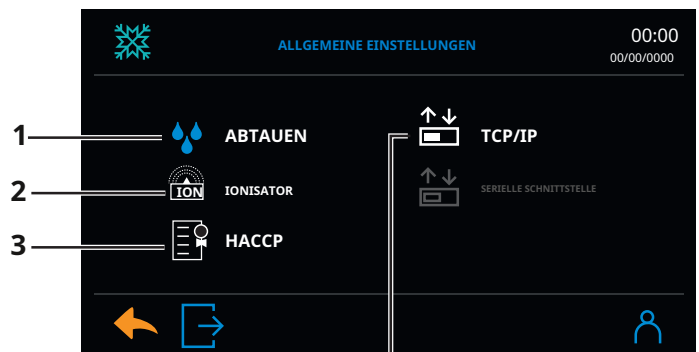 ALLGEMEINE EINSTELLUNGEN
00:00
00/00/0000
1
ABTAUEN
TCP/IP
2
ION
IONISATOR
SERIELLE SCHNITTSTELLE
3
HACCP